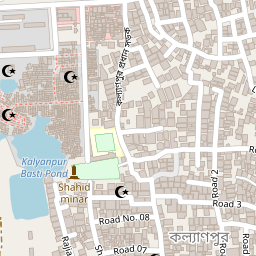 Kalyanpur
Basti Pond
Shahid
minar
Road 2
Road 3
Road No. 08
কল্যাণপুর
Road 07